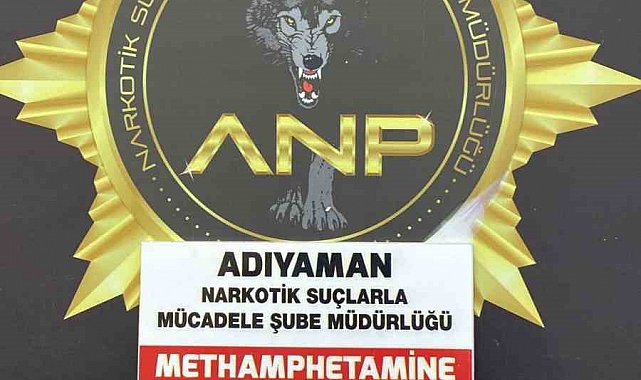 NARKOTİK SU
MÜDÜRLÜĞÜ
ANP
ADIYAMAN
NARKOTİK SUÇLARLA
MÜCADELE ŞUBE MÜDÜRLÜĞÜ
METHAMPHETAMINE